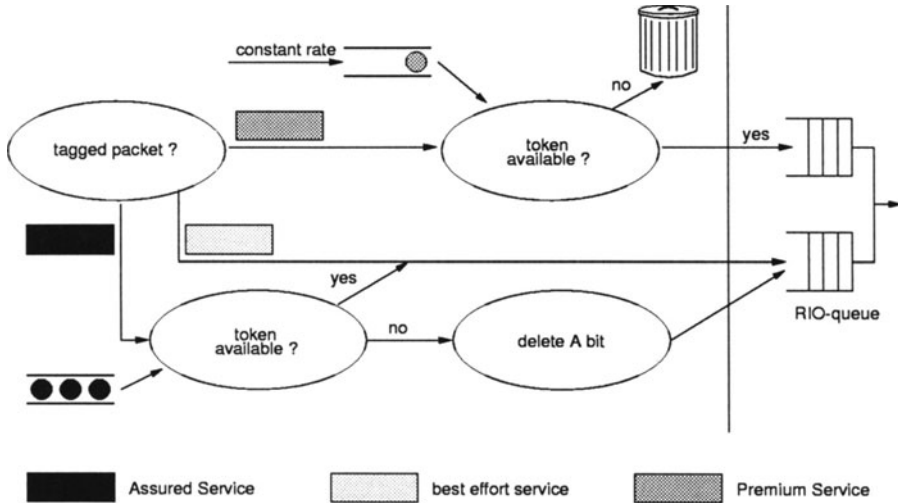 constant rate
no
tagged packet ?
token
available ?
yes
yes
RIO-queue
token
available ?
no
delete A bit
Assured Service
best effort service
Premium Service